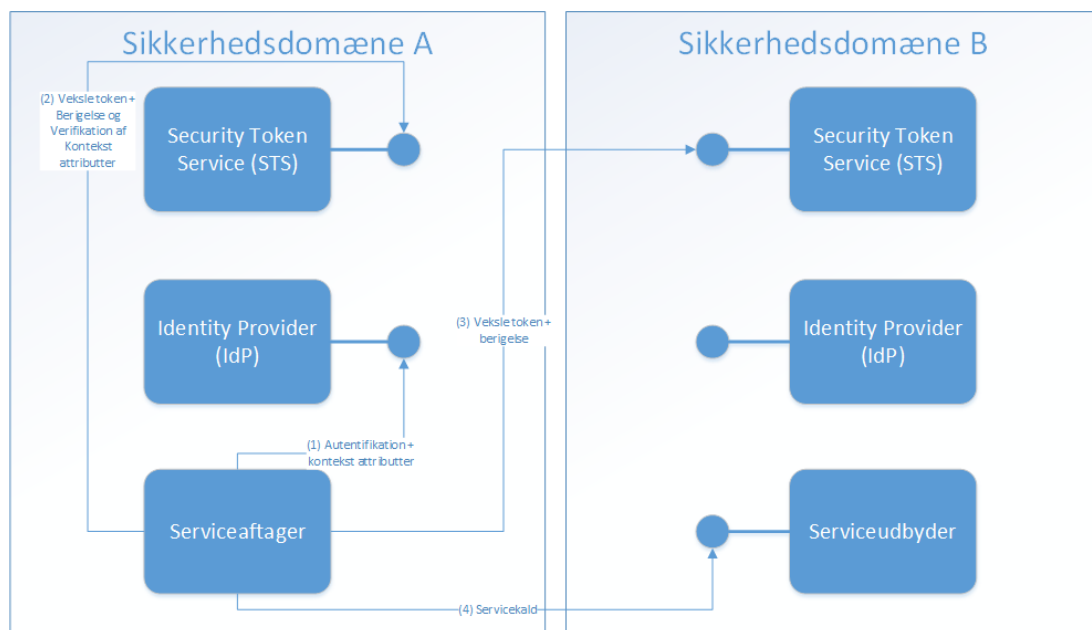 Sikkerhedsdomæne A
(2) Veksle token +
Berigelse og
Verifikation af
Kontekst
attributter
Security Token
Service (STS)
Identity Provider
(IdP)
(1) Autentifikation +
kontekst attributter
Serviceaftager
(3) Veksle token +
berigelse
(4) Servicekald
Sikkerhedsdomæne B
Security Token
Service (STS)
Identity Provider
(IdP)
Serviceudbyder